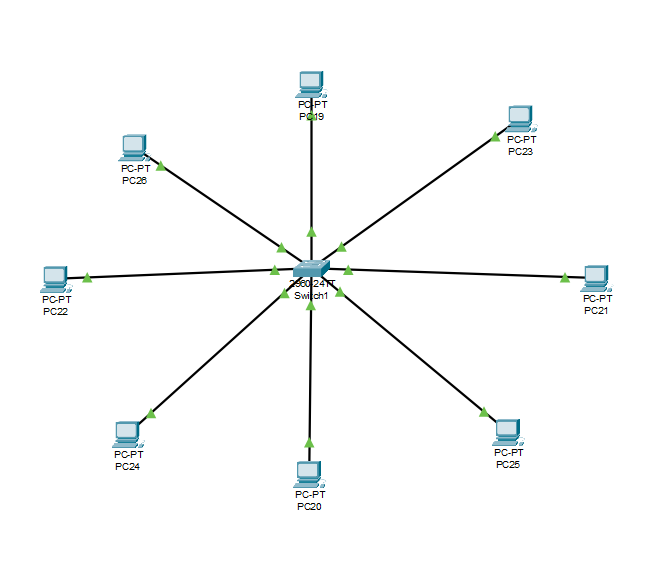 PC-PT
PC19
PC-PT
PC23
PC-PT
PC26
PC-PT
PC22
2960-24TT
Switch1
PC-PT
PC21
PC-PT
PC24
PC-PT
PC25
PC-PT
PC20